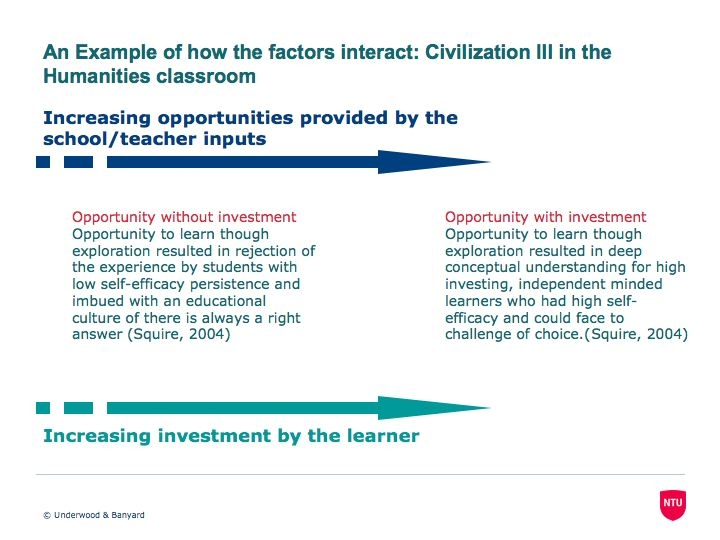 An Example of how the factors interact: Civilization III in the
Humanities classroom
Increasing opportunities provided by the
school/teacher inputs
Opportunity without investment
Opportunity to learn though
exploration resulted in rejection of
the experience by students with
low self-efficacy persistence and
imbued with an educational
culture of there is always a right
answer (Squire, 2004)
Opportunity with investment
Opportunity to learn though
exploration resulted in deep
conceptual understanding for high
investing, independent minded
learners who had high self-
efficacy and could face to
challenge of choice.(Squire, 2004)
Increasing investment by the learner
© Underwood & Banyard
NTU